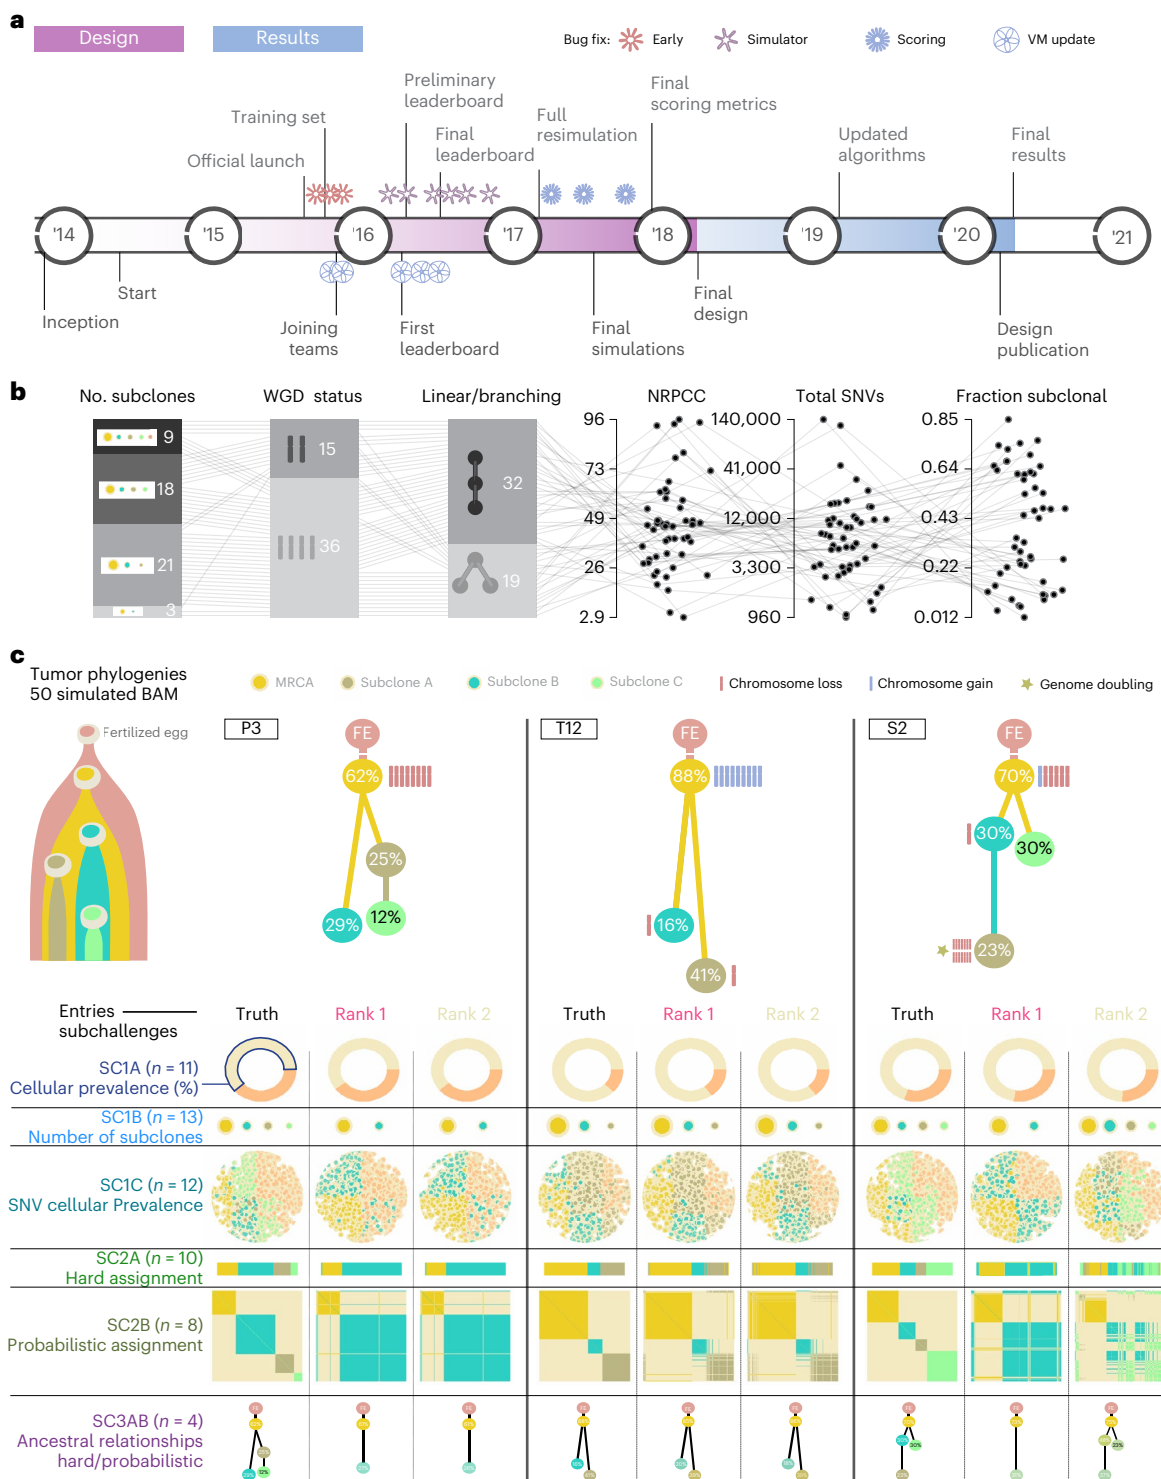 a
Design
Results
Bug fix:
Early
Simulator
Scoring
VM update
Preliminary
leaderboard
Final
scoring metrics
Training set
Full
resimulation
Final
leaderboard
Updated
algorithms
Final
results
Official launch
'14
'15
'16
'17
'18
'19
'20
'21
Inception
Start
Joining
teams
First
leaderboard
Final
simulations
Final
design
Design
publication
b
No. subclones
WGD status
Linear/branching
NRPCC
Total SNVs
Fraction subclonal
9
18
21
3
15
36
32
19
96
73
49
26
2.9
140,000
41,000
12,000
3,300
960
0.85
0.64
0.43
0.22
0.012
c
Tumor phylogenies
50 simulated BAM
MRCA
Subclone A
Subclone B
Subclone C
Chromosome loss
Chromosome gain
Genome doubling
Fertilized egg
P3
FE
62%
25%
29%
12%
T12
FE
88%
16%
41%
S2
FE
70%
30%
30%
23%
Entries
subchallenges
Truth
Rank 1
Rank 2
Truth
Rank 1
Rank 2
Truth
Rank 1
Rank 2
SC1A (n = 11)
Cellular prevalence (%)
SC1B (n = 13)
Number of subclones
SC1C (n = 12)
SNV cellular Prevalence
SC2A (n = 10)
Hard assignment
SC2B (n = 8)
Probabilistic assignment
SC3AB (n = 4)
Ancestral relationships
hard/probabilistic